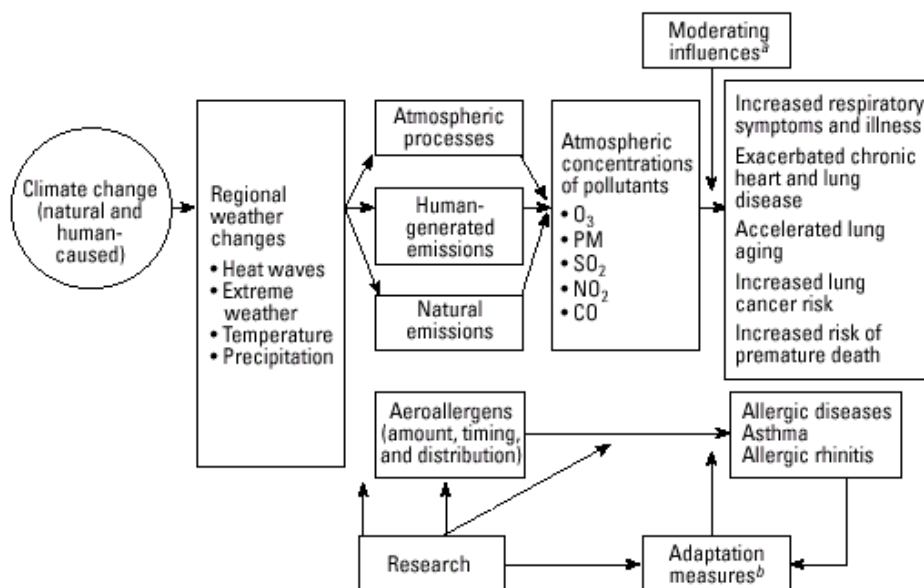 Moderating
influencesᵃ
Climate change
(natural and
human-
caused)
Regional
weather
changes
• Heat waves
• Extreme
weather
• Temperature
• Precipitation
Atmospheric
processes
Human-
generated
emissions
Natural
emissions
Atmospheric
concentrations
of pollutants
• O₃
• PM
• SO₂
• NO₂
• CO
Increased respiratory
symptoms and illness
Exacerbated chronic
heart and lung
disease
Accelerated lung
aging
Increased lung
cancer risk
Increased risk of
premature death
Aeroallergens
(amount, timing,
and distribution)
Allergic diseases
Asthma
Allergic rhinitis
Research
Adaptation
measuresᵇ